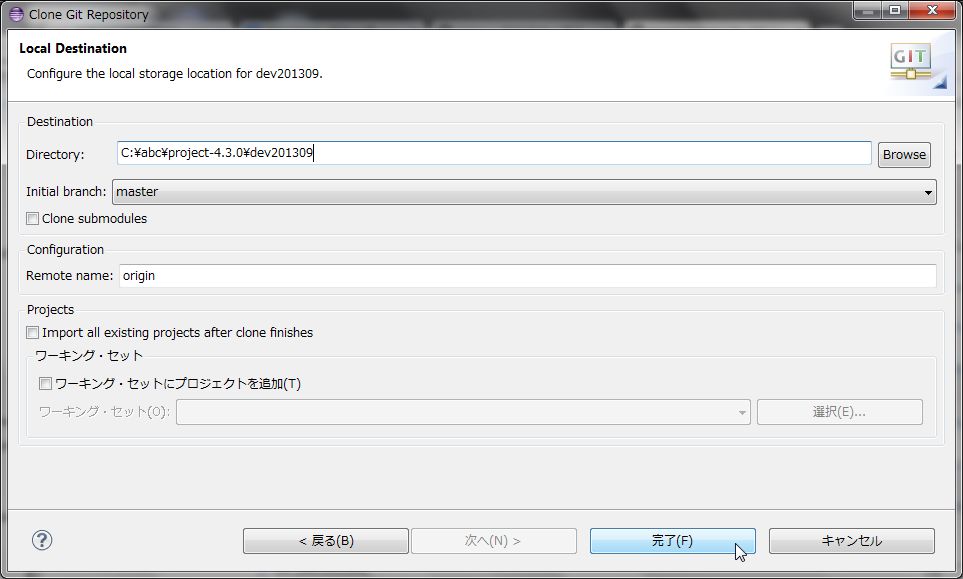 Clone Git Repository
Local Destination
Configure the local storage location for dev201309.
GIT
Destination
Directory: C:¥abc¥project-4.3.0¥dev201309 Browse
Initial branch: master
Clone submodules
Configuration
Remote name: origin
Projects
Import all existing projects after clone finishes
ワーキング・セット
ワーキング・セットにプロジェクトを追加(T)
ワーキング・セット(O): 選択(E)...
? < 戻る(B) 次へ(N) > 完了(F) キャンセル